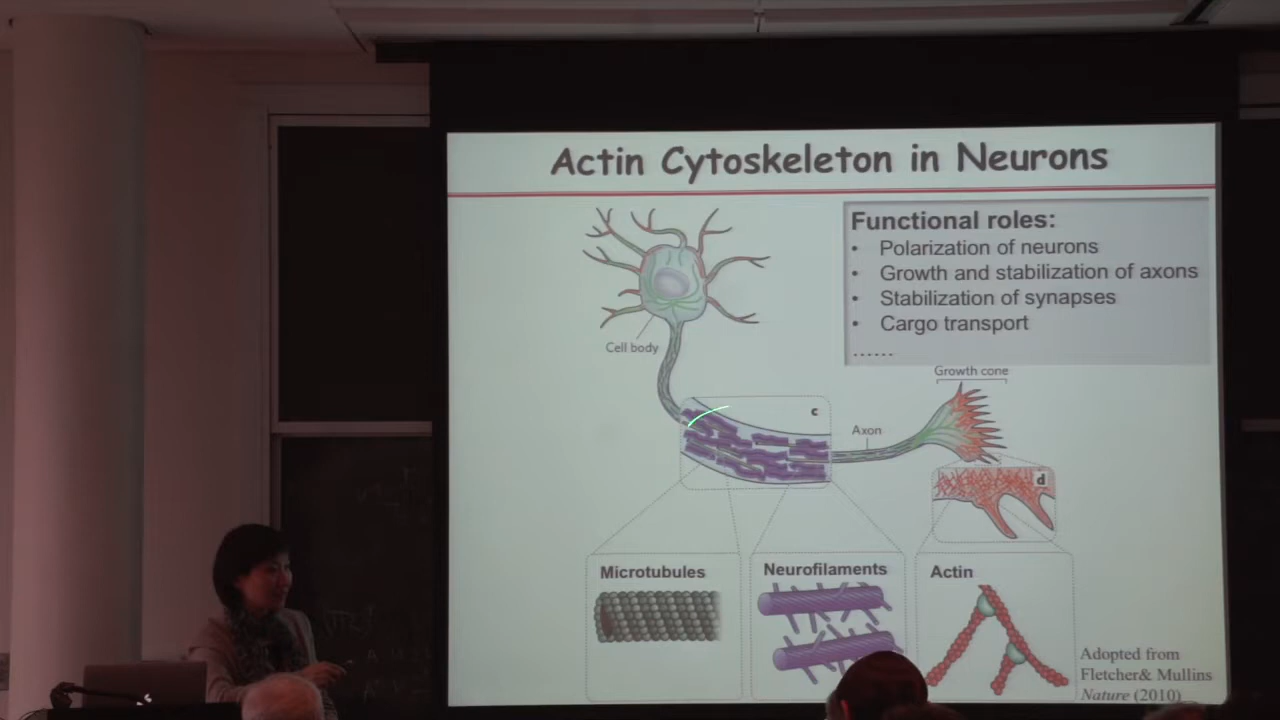 Actin Cytoskeleton in Neurons
Functional roles:
• Polarization of neurons
• Growth and stabilization of axons
• Stabilization of synapses
• Cargo transport
......
Cell body
Growth cone
c
Axon
d
Microtubules
Neurofilaments
Actin
Adopted from
Fletcher& Mullins
Nature (2010)